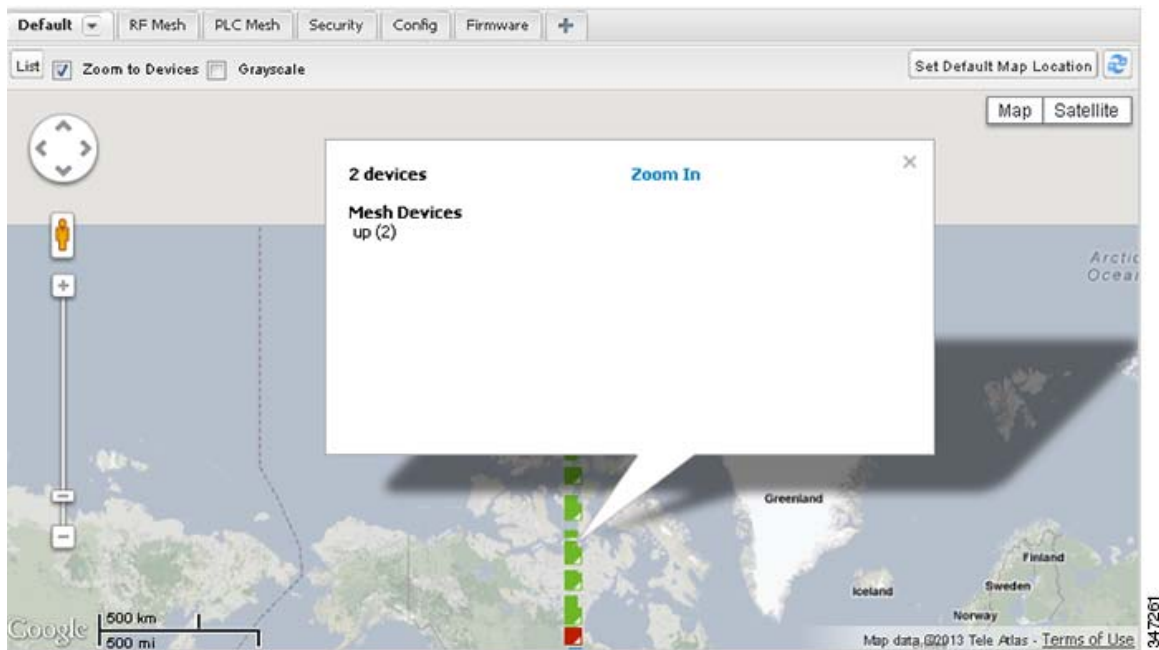 Default RF Mesh PLC Mesh Security Config Firmware
List Zoom to Devices Grayscale Set Default Map Location
Map Satellite
2 devices Zoom In
Mesh Devices
up (2)
Arctic
Ocean
Greenland
Finland
Iceland
Sweden
Norway
500 km
Google
500 mi
Map data ©2013 Tele Atlas - Terms of Use
347261